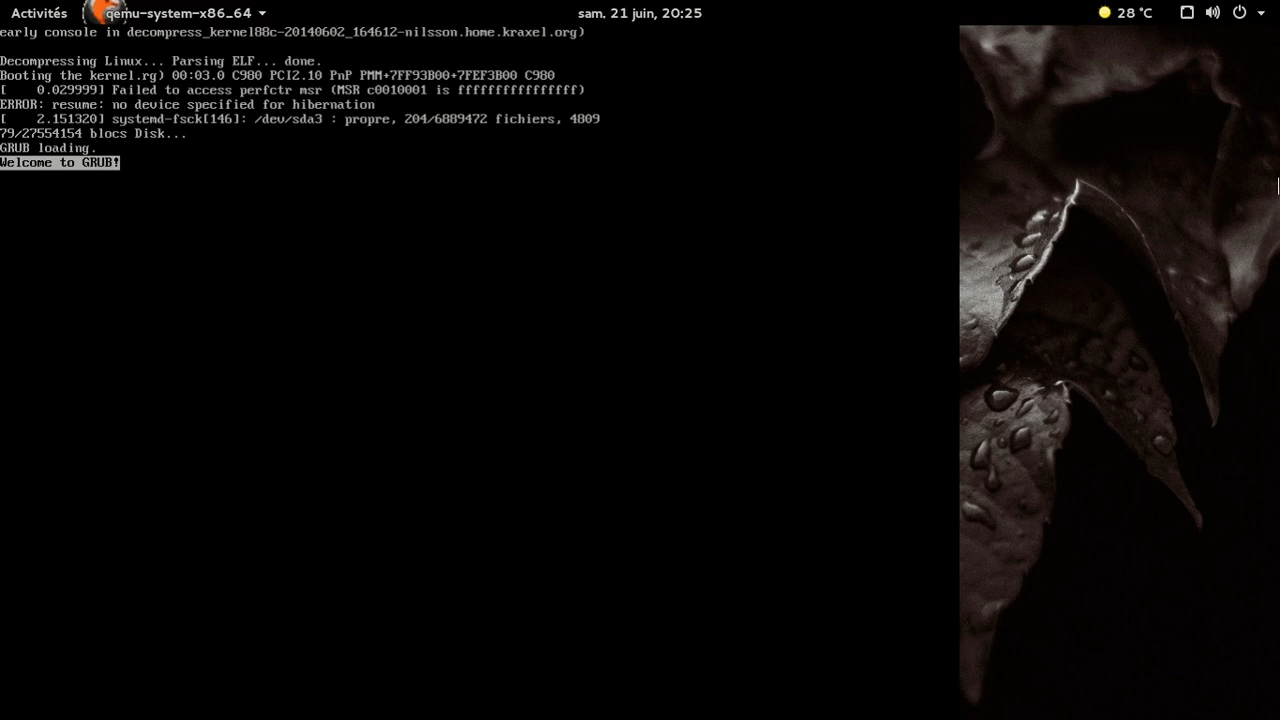 Activités qemu-system-x86_64 sam. 21 juin, 20:25 28 °C
early console in decompress_kernel88c-20140602_164612-nilsson.home.kraxel.org)
Decompressing Linux... Parsing ELF... done.
Booting the kernel.rg) 00:03.0 C980 PCI2.10 PnP PMM+7FF93B00+7FEF3B00 C980
[    0.029999] Failed to access perfctr msr (MSR c0010001 is ffffffffffffffff)
ERROR: resume: no device specified for hibernation
[    2.151320] systemd-fsck[146]: /dev/sda3 : propre, 204/6889472 fichiers, 4809
79/27554154 blocs Disk...
GRUB loading.
Welcome to GRUB!